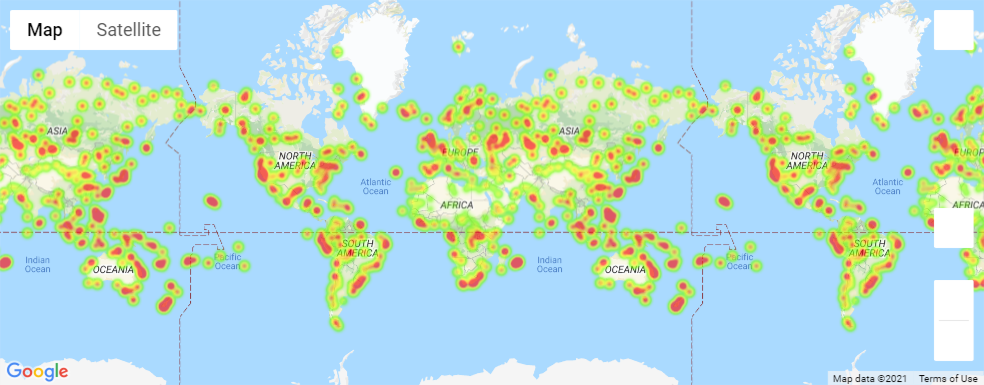 Map Satellite
ASIA
ASIA
NORTH
AMERICA
NORTH
AMERICA
EUROPE
EUROP
Atlantic
Ocean
Atlantic
Ocean
AFRICA
AFRICA
SOUTH
AMERICA
SOUTH
AMERICA
Indian
Ocean
Pacific
Ocean
Indian
Ocean
Pacific
Ocean
OCEANIA
OCEANIA
Google
Map data ©2021 Terms of Use